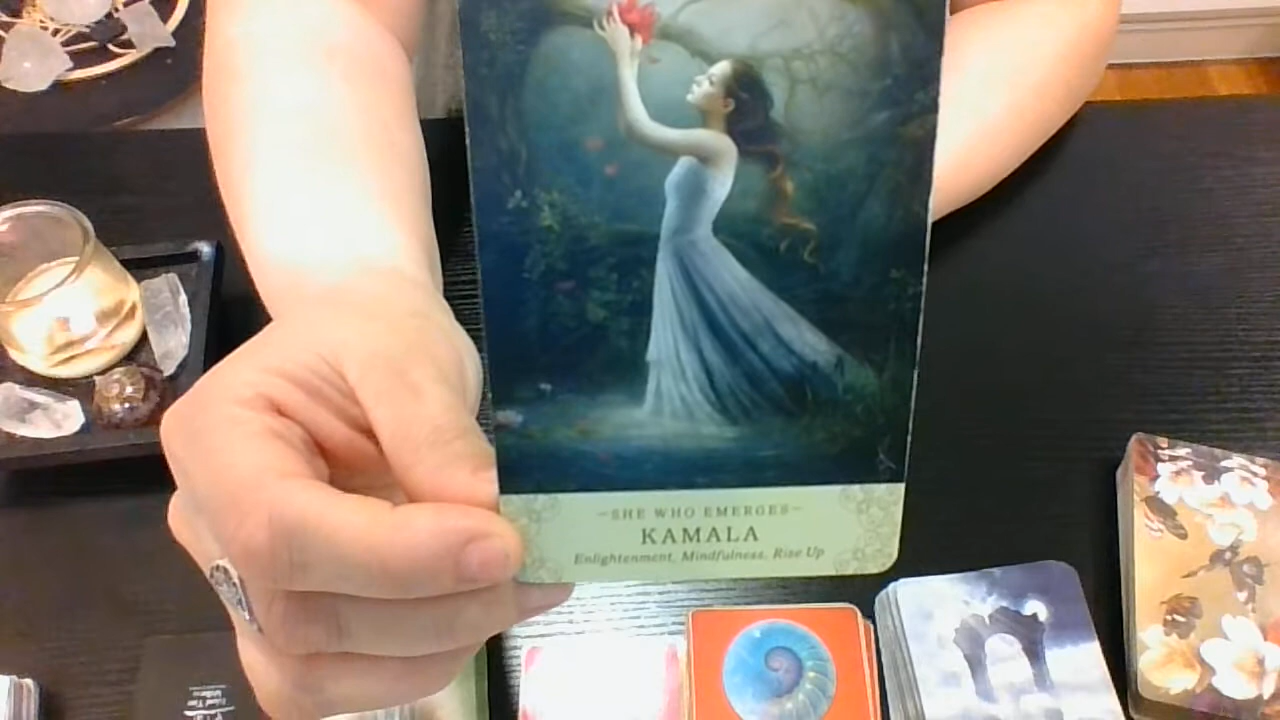 ~SHE WHO EMERGES~
KAMALA
Enlightenment, Mindfulness, Rise Up